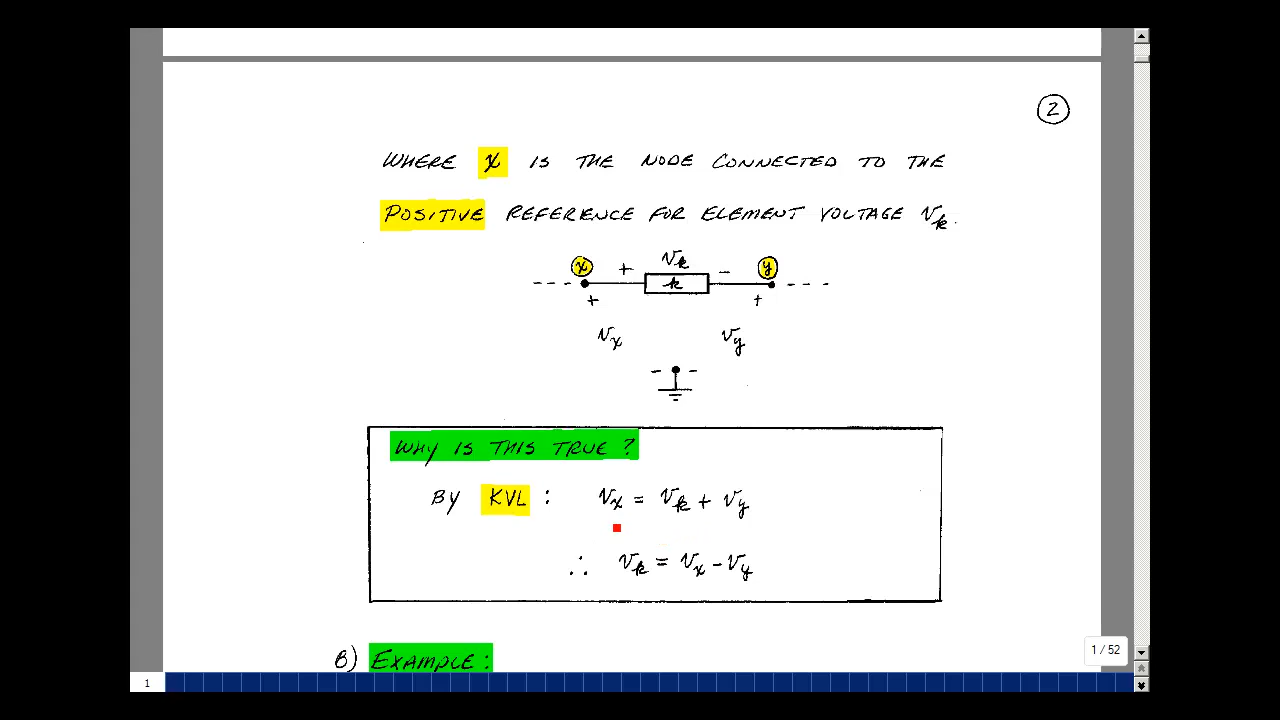 2
WHERE x IS THE NODE CONNECTED TO THE
POSITIVE REFERENCE FOR ELEMENT VOLTAGE vk.
vk
x + k - y
+ +
vx vy
- -
WHY IS THIS TRUE?
BY KVL: vx = vk + vy
∴ vk = vx - vy
B) EXAMPLE:
1 / 52
1